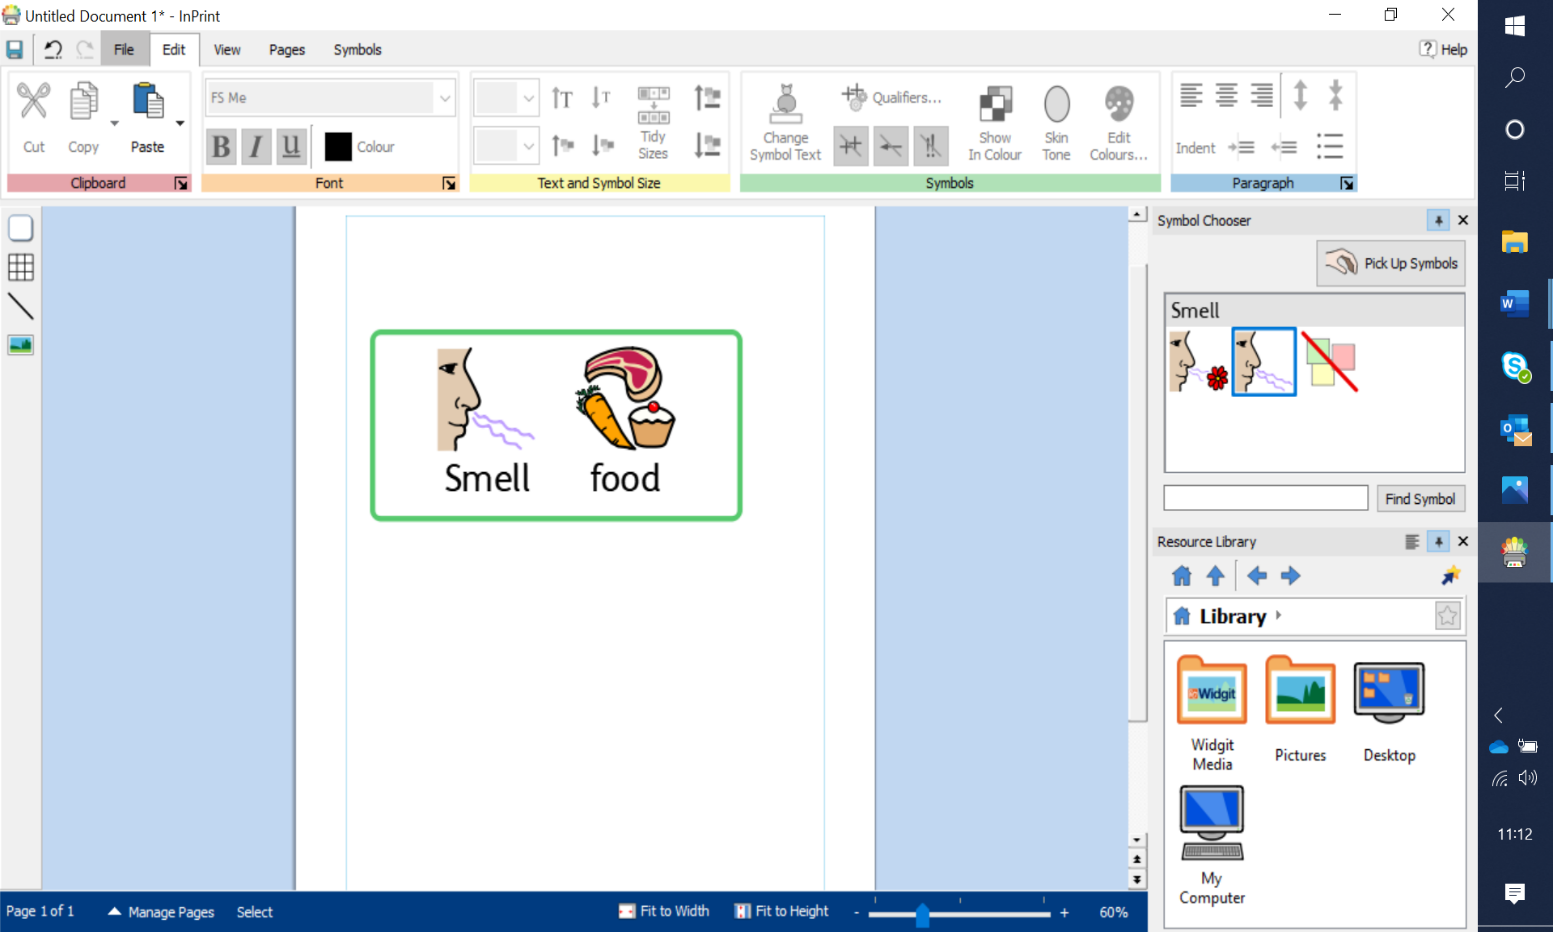 Untitled Document 1* - InPrint
File Edit View Pages Symbols
Help
Cut
Copy
Paste
Clipboard
FS Me
B I U
Colour
Font
T T
Tidy
Sizes
Text and Symbol Size
Change
Symbol Text
Qualifiers...
Show
In Colour
Skin
Tone
Edit
Colours...
Symbols
Indent
Paragraph
Smell food
Symbol Chooser
Pick Up Symbols
Smell
Find Symbol
Resource Library
Library
Widgit
Widgit
Media
Pictures
Desktop
My
Computer
Page 1 of 1 Manage Pages Select
Fit to Width Fit to Height - + 60%
11:12